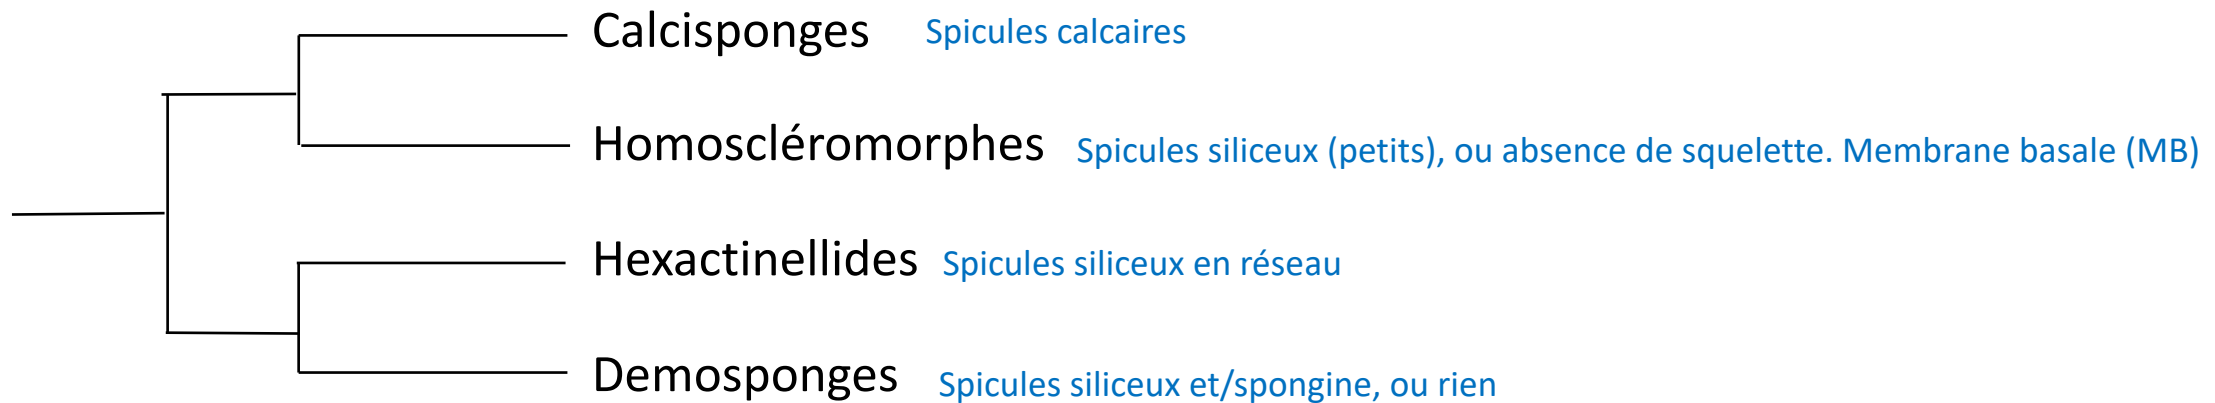 Calcisponges Spicules calcaires
Homoscléromorphes Spicules siliceux (petits), ou absence de squelette. Membrane basale (MB)
Hexactinellides Spicules siliceux en réseau
Demosponges Spicules siliceux et/spongine, ou rien